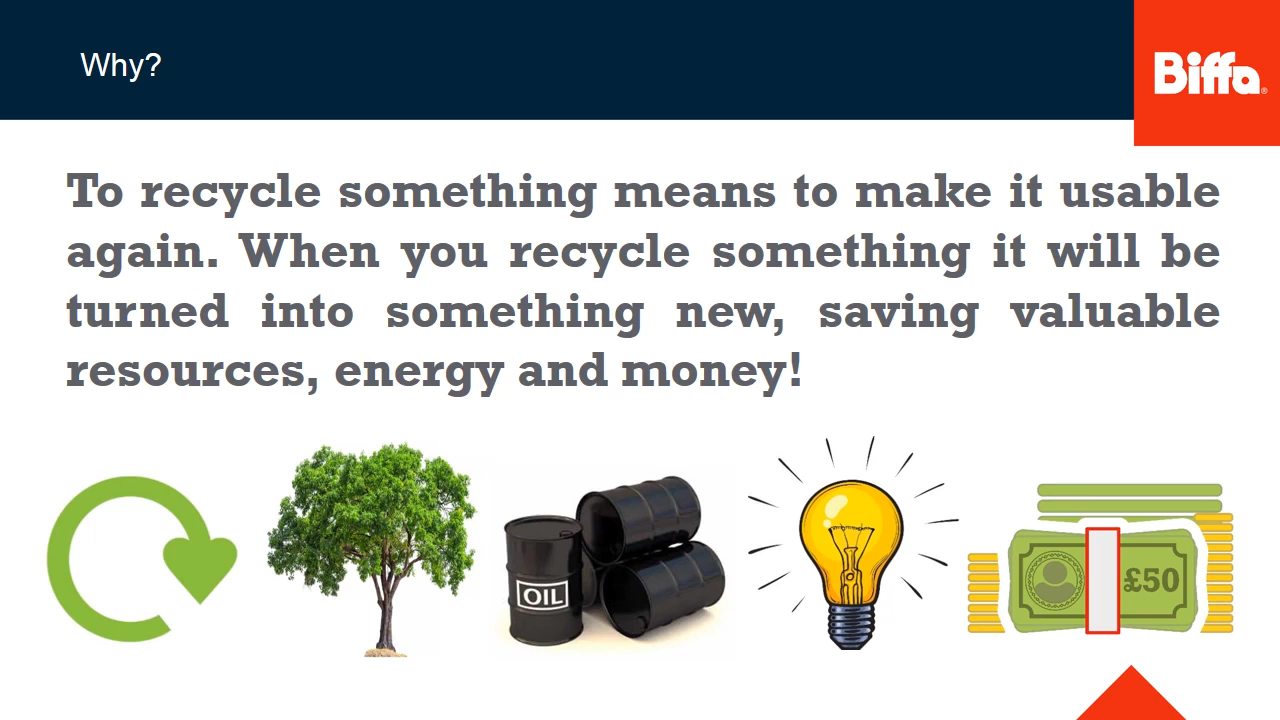 Why?
Biffa®
To recycle something means to make it usable
again. When you recycle something it will be
turned into something new, saving valuable
resources, energy and money!
OIL
£50